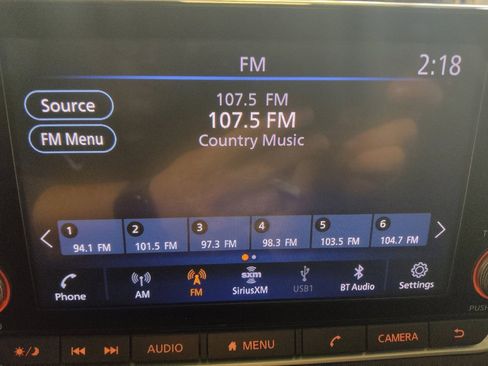 FM 2:18
Source
107.5 FM
107.5 FM
FM Menu
Country Music
1 2 3 4 5 6
94.1 FM 101.5 FM 97.3 FM 98.3 FM 103.5 FM 104.7 FM
Phone AM FM sxm SiriusXM USB1 BT Audio Settings
AUDIO MENU CAMERA
PUSH